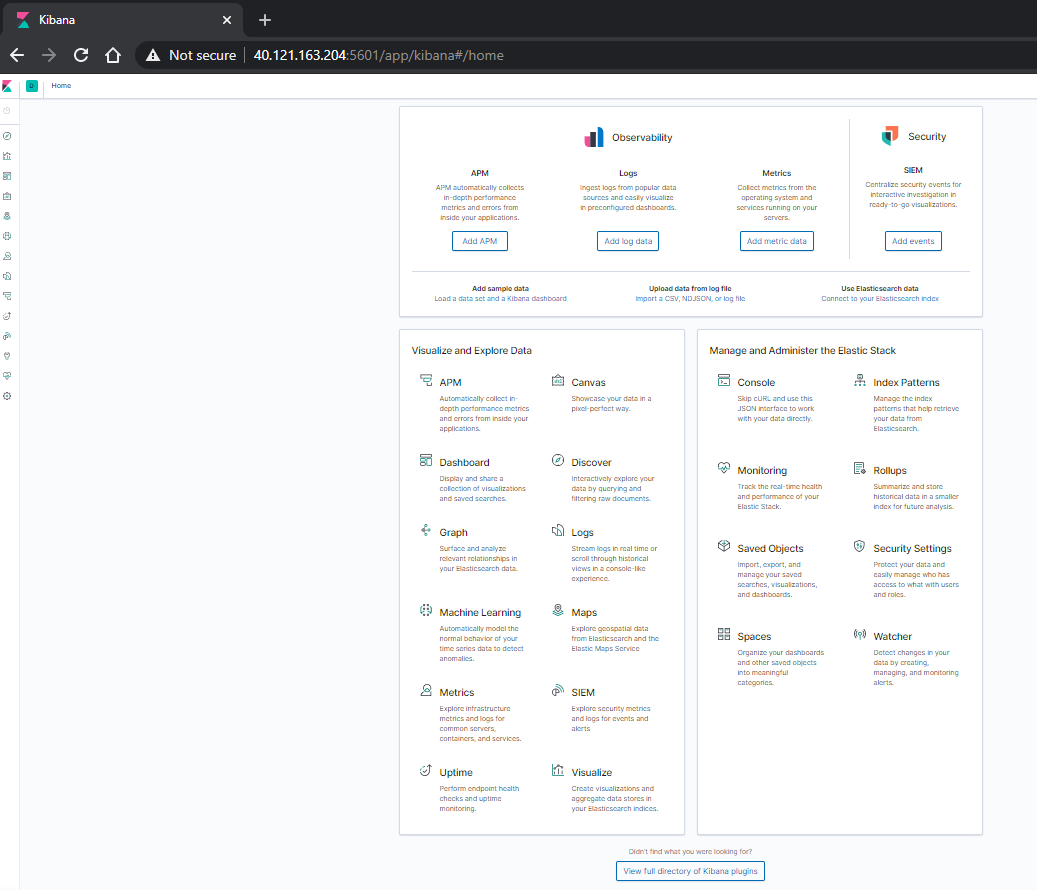 Kibana
Not secure
40.121.163.204:5601/app/kibana#/home
D
Home
Observability
Security
APM
APM automatically collects
in-depth performance
metrics and errors from
inside your applications.
Add APM
Logs
Ingest logs from popular data
sources and easily visualize
in preconfigured dashboards.
Add log data
Metrics
Collect metrics from the
operating system and
services running on your
servers.
Add metric data
SIEM
Centralize security events for
interactive investigation in
ready-to-go visualizations.
Add events
Add sample data
Load a data set and a Kibana dashboard
Upload data from log file
Import a CSV, NDJSON, or log file
Use Elasticsearch data
Connect to your Elasticsearch index
Visualize and Explore Data
APM
Automatically collect in-
depth performance metrics
and errors from inside your
applications.
Canvas
Showcase your data in a
pixel-perfect way.
Dashboard
Display and share a
collection of visualizations
and saved searches.
Discover
Interactively explore your
data by querying and
filtering raw documents.
Graph
Surface and analyze
relevant relationships in
your Elasticsearch data.
Logs
Stream logs in real time or
scroll through historical
views in a console-like
experience.
Machine Learning
Automatically model the
normal behavior of your
time series data to detect
anomalies.
Maps
Explore geospatial data
from Elasticsearch and the
Elastic Maps Service
Metrics
Explore infrastructure
metrics and logs for
common servers,
containers, and services.
SIEM
Explore security metrics
and logs for events and
alerts
Uptime
Perform endpoint health
checks and uptime
monitoring.
Visualize
Create visualizations and
aggregate data stores in
your Elasticsearch indices.
Manage and Administer the Elastic Stack
Console
Skip cURL and use this
JSON interface to work
with your data directly.
Index Patterns
Manage the index
patterns that help retrieve
your data from
Elasticsearch.
Monitoring
Track the real-time health
and performance of your
Elastic Stack.
Rollups
Summarize and store
historical data in a smaller
index for future analysis.
Saved Objects
Import, export, and
manage your saved
searches, visualizations,
and dashboards.
Security Settings
Protect your data and
easily manage who has
access to what with users
and roles.
Spaces
Organize your dashboards
and other saved objects
into meaningful
categories.
Watcher
Detect changes in your
data by creating,
managing, and monitoring
alerts.
Didn't find what you were looking for?
View full directory of Kibana plugins